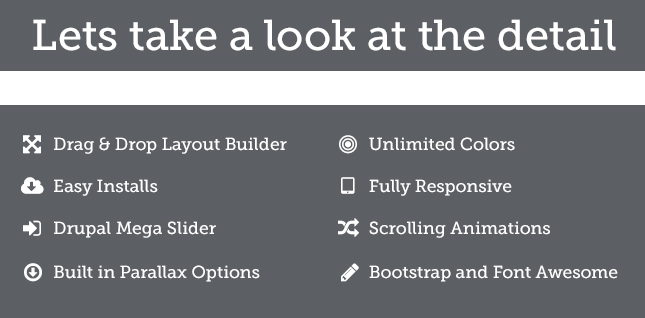 Lets take a look at the detail
Drag & Drop Layout Builder
Unlimited Colors
Easy Installs
Fully Responsive
Drupal Mega Slider
Scrolling Animations
Built in Parallax Options
Bootstrap and Font Awesome